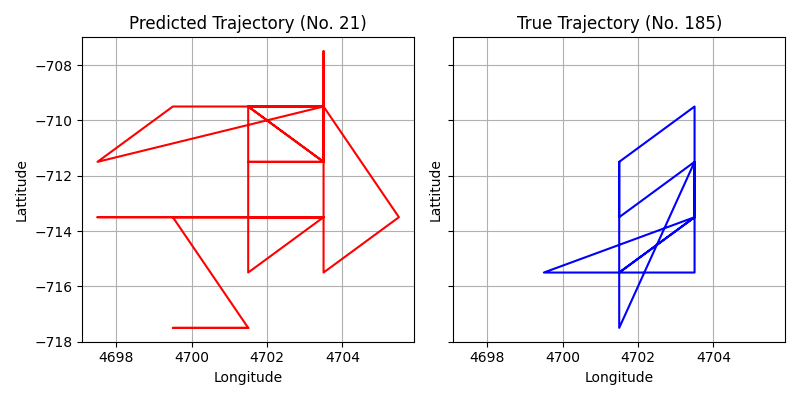 Predicted Trajectory (No. 21)
True Trajectory (No. 185)
−708
−710
−712
−714
−716
−718
Lattitude
Lattitude
4698
4700
4702
4704
4698
4700
4702
4704
Longitude
Longitude